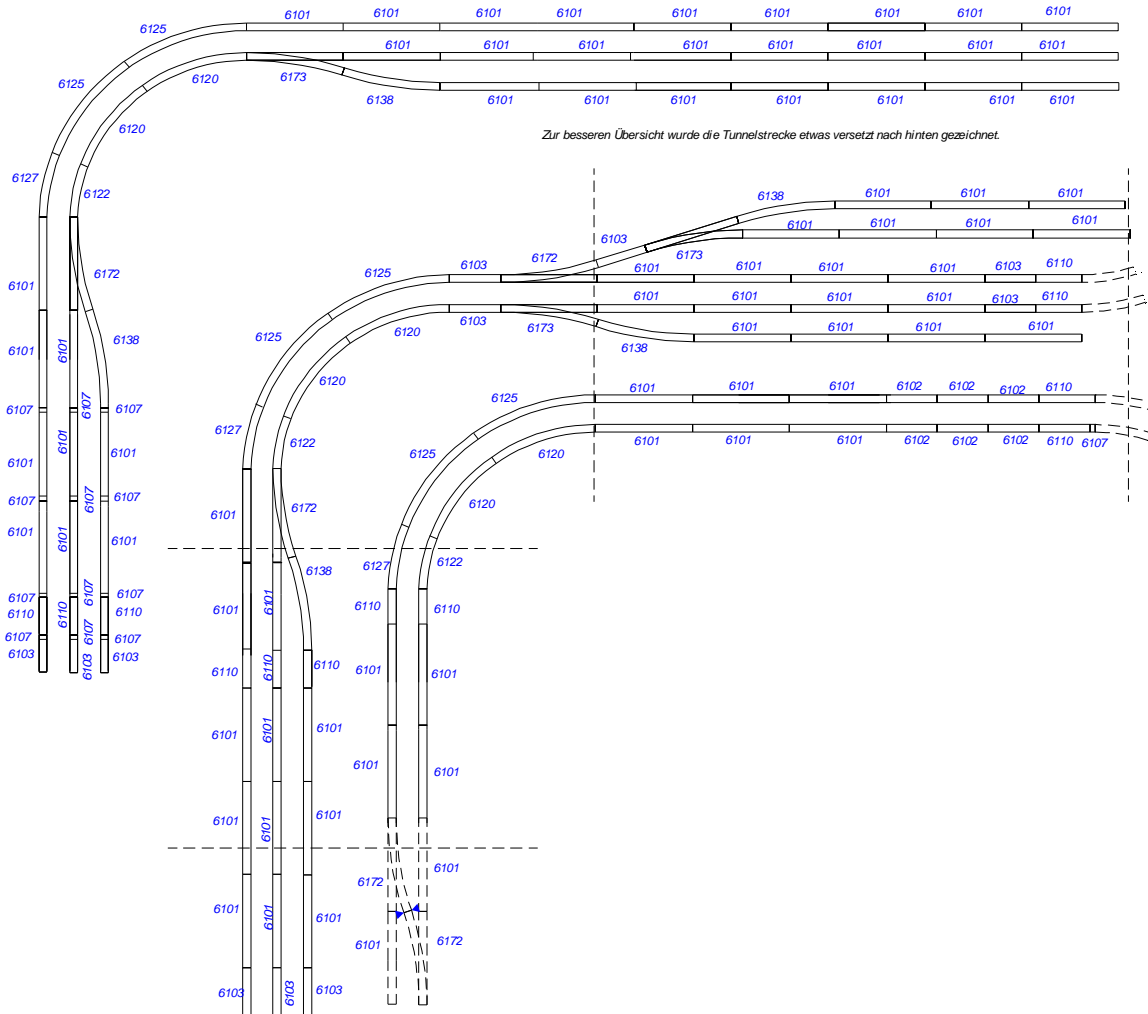 6101 6101 6101 6101 6101 6101 6101 6101 6101
6125
6101 6101 6101 6101 6101 6101 6101 6101
6125 6173
6120 6138 6101 6101 6101 6101 6101 6101 6101
6120
Zur besseren Übersicht wurde die Tunnelstrecke etwas versetzt nach hinten gezeichnet.
6127 6122
6138 6101 6101 6101
6101 6101 6101 6101
6103
6172 6173
6101 6172 6125 6103 6101 6101 6101 6101 6103 6110
6101 6101 6101 6101 6103 6110
6101 6101 6138 6125 6120 6103 6173 6101 6101 6101 6101
6138
6120
6107 6107 6107
6125 6101 6101 6101 6102 6102 6102 6110
6101 6101 6101 6127 6122 6120 6101 6101 6101 6102 6102 6102 6110 6107
6125
6107 6107 6107 6101 6172 6120
6101 6101 6101
6138 6127 6122
6107 6107 6107 6101 6101 6110 6110
6110 6110 6110
6107 6107 6107 6101 6101
6103 6103 6103 6110 6110 6110
6101 6101 6101 6101 6101
6101 6101 6101
6172 6101
6101 6101 6101 6101 6172
6103 6103 6103